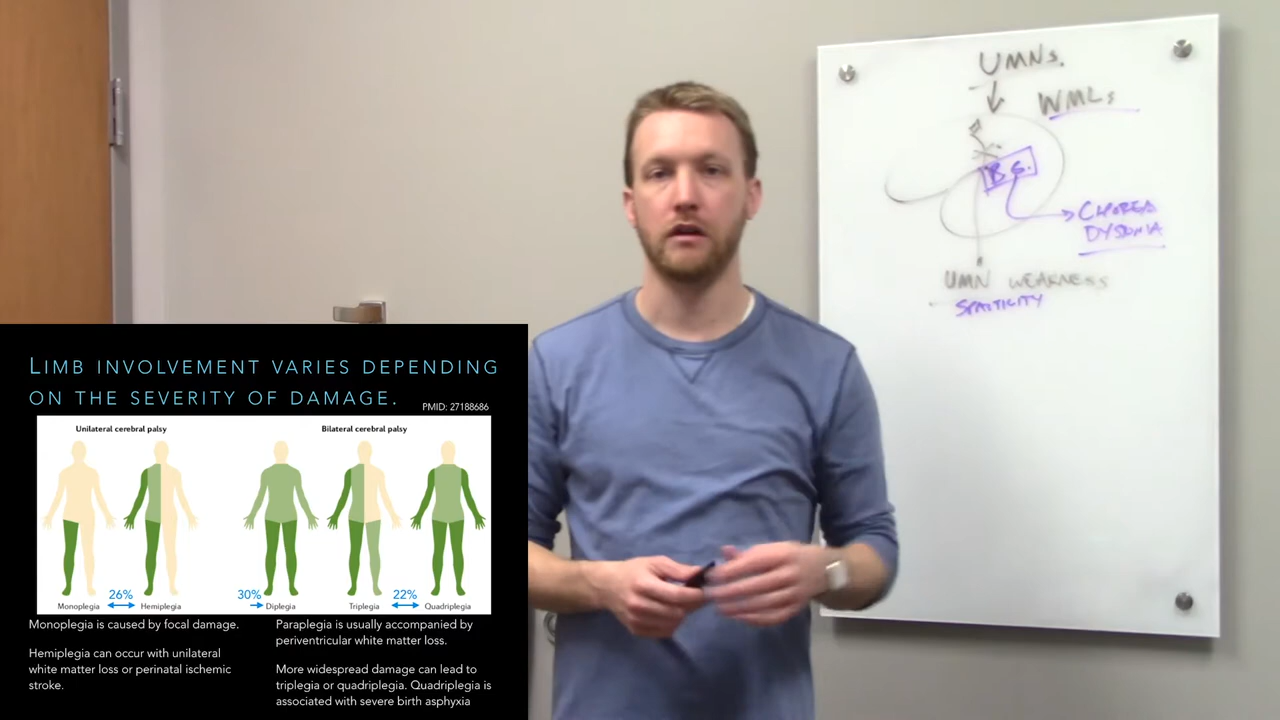 UMNs.
WMLs
B.G.
CHOREA
DYSTONIA
UMN WEAKNESS
SPASTICITY
LIMB INVOLVEMENT VARIES DEPENDING
ON THE SEVERITY OF DAMAGE.
PMID: 27188686
Unilateral cerebral palsy
Bilateral cerebral palsy
26%
30%
22%
Monoplegia
Hemiplegia
Diplegia
Triplegia
Quadriplegia
Monoplegia is caused by focal damage.
Hemiplegia can occur with unilateral
white matter loss or perinatal ischemic
stroke.
Paraplegia is usually accompanied by
periventricular white matter loss.
More widespread damage can lead to
triplegia or quadriplegia. Quadriplegia is
associated with severe birth asphyxia